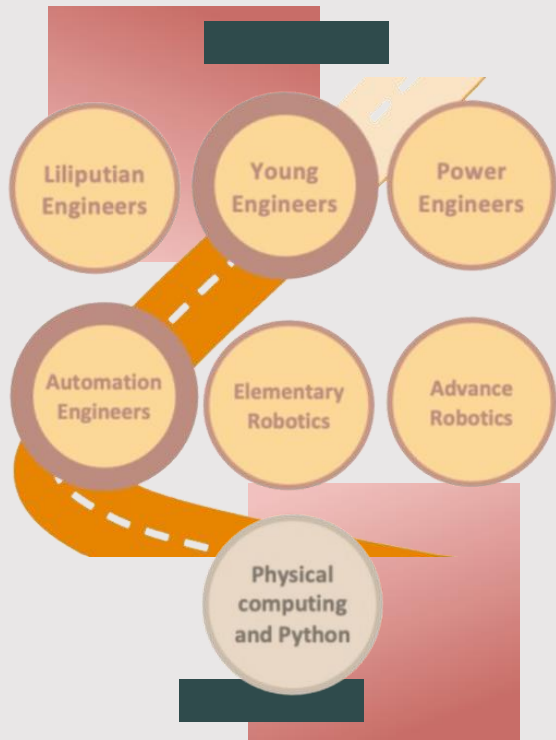 Liliputian
Engineers
Young
Engineers
Power
Engineers
Automation
Engineers
Elementary
Robotics
Advance
Robotics
Physical
computing
and Python